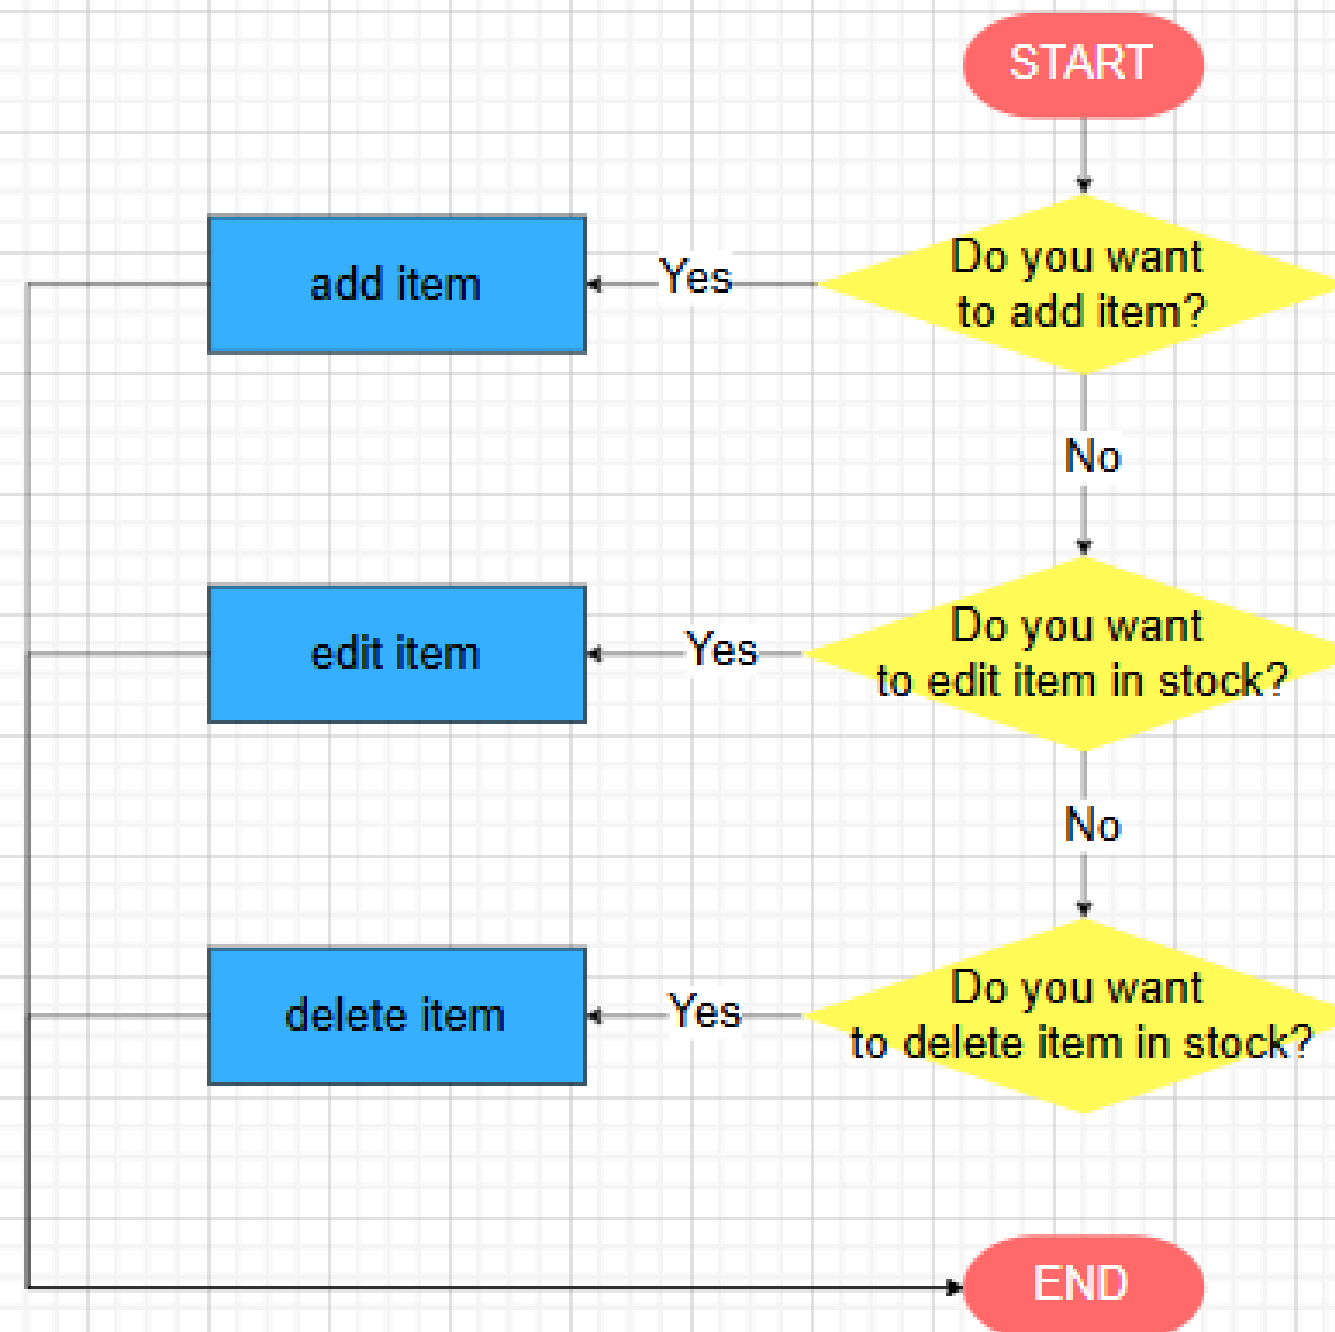 START
Do you want
to add item?
Yes
add item
No
Do you want
to edit item in stock?
Yes
edit item
No
Do you want
to delete item in stock?
Yes
delete item
END